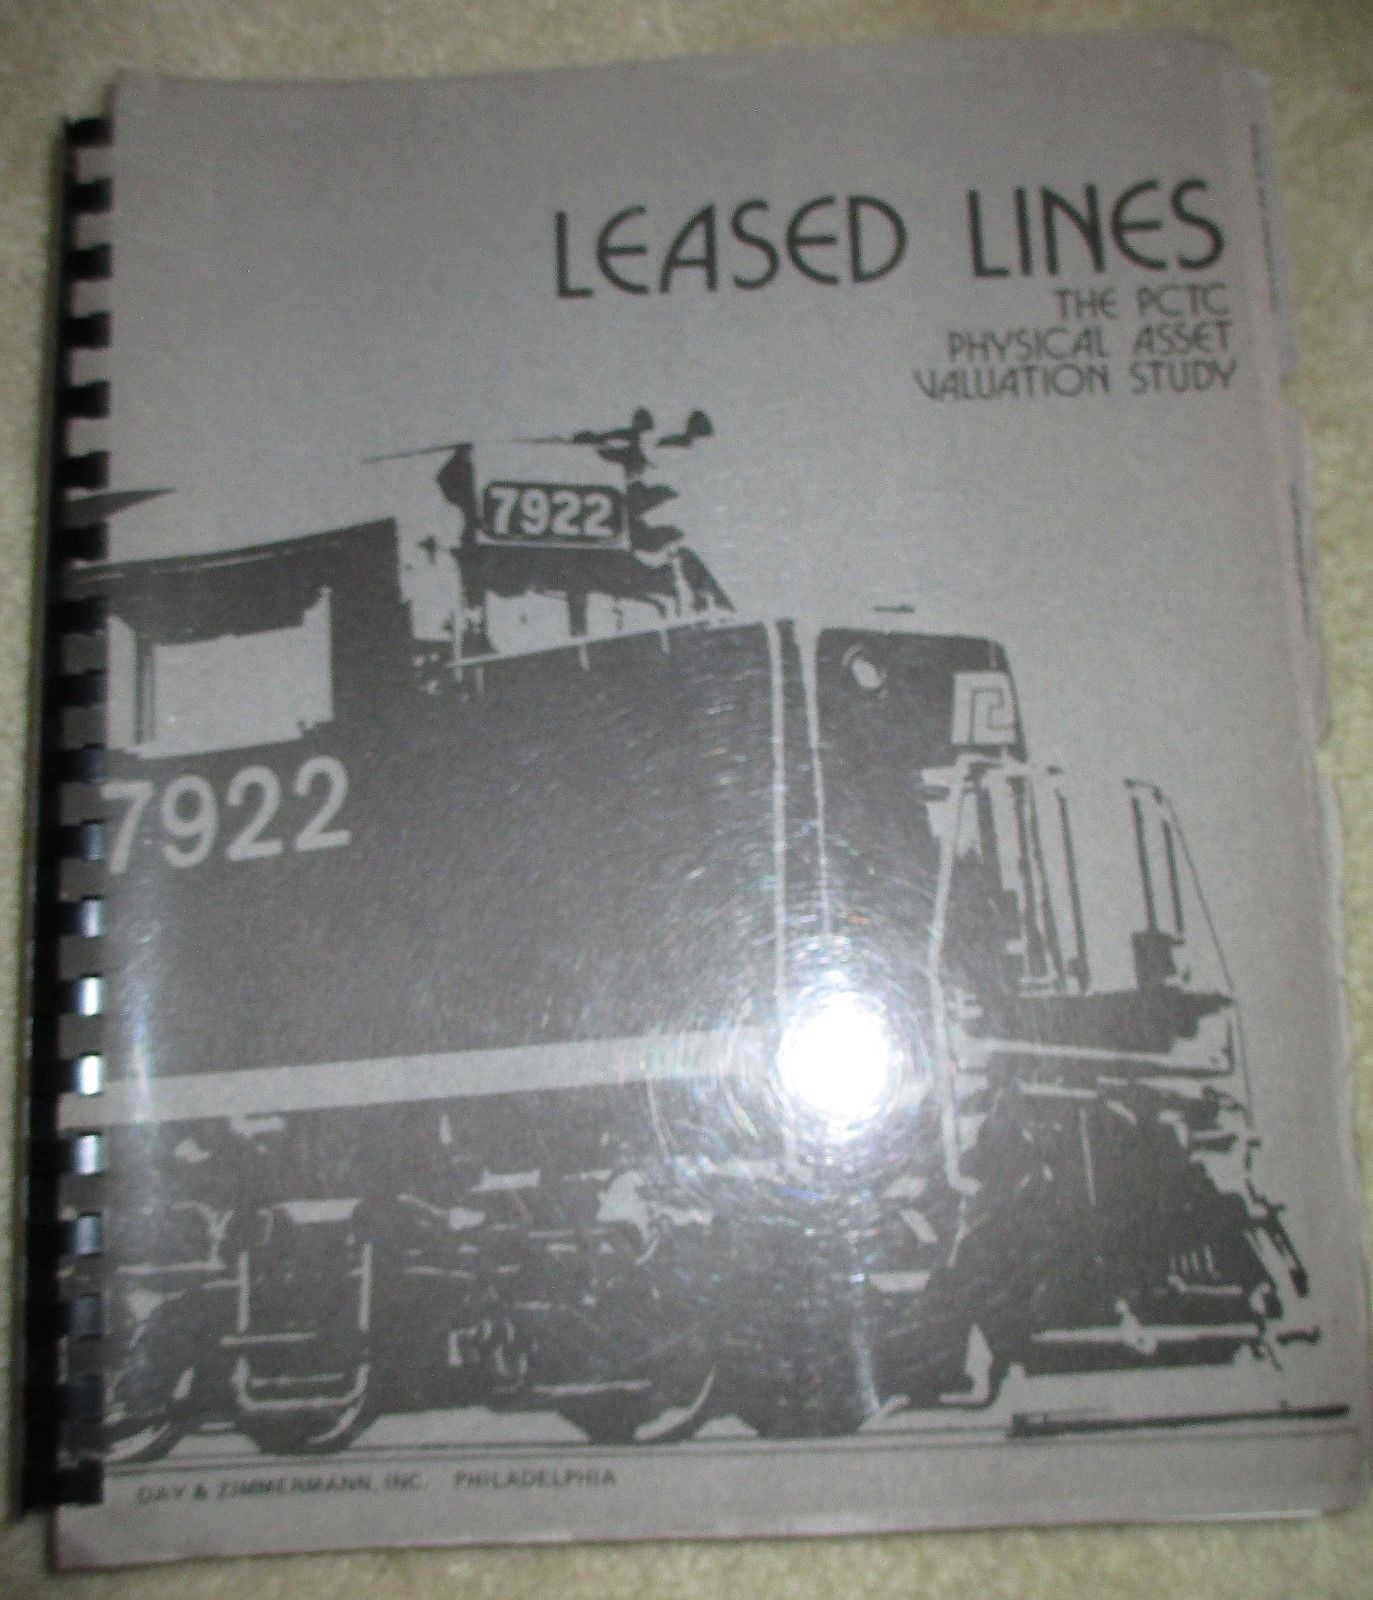 LEASED LINES
THE PCTC
PHYSICAL ASSET
VALUATION STUDY
7922
7922
DAY & ZIMMERMANN, INC. PHILADELPHIA